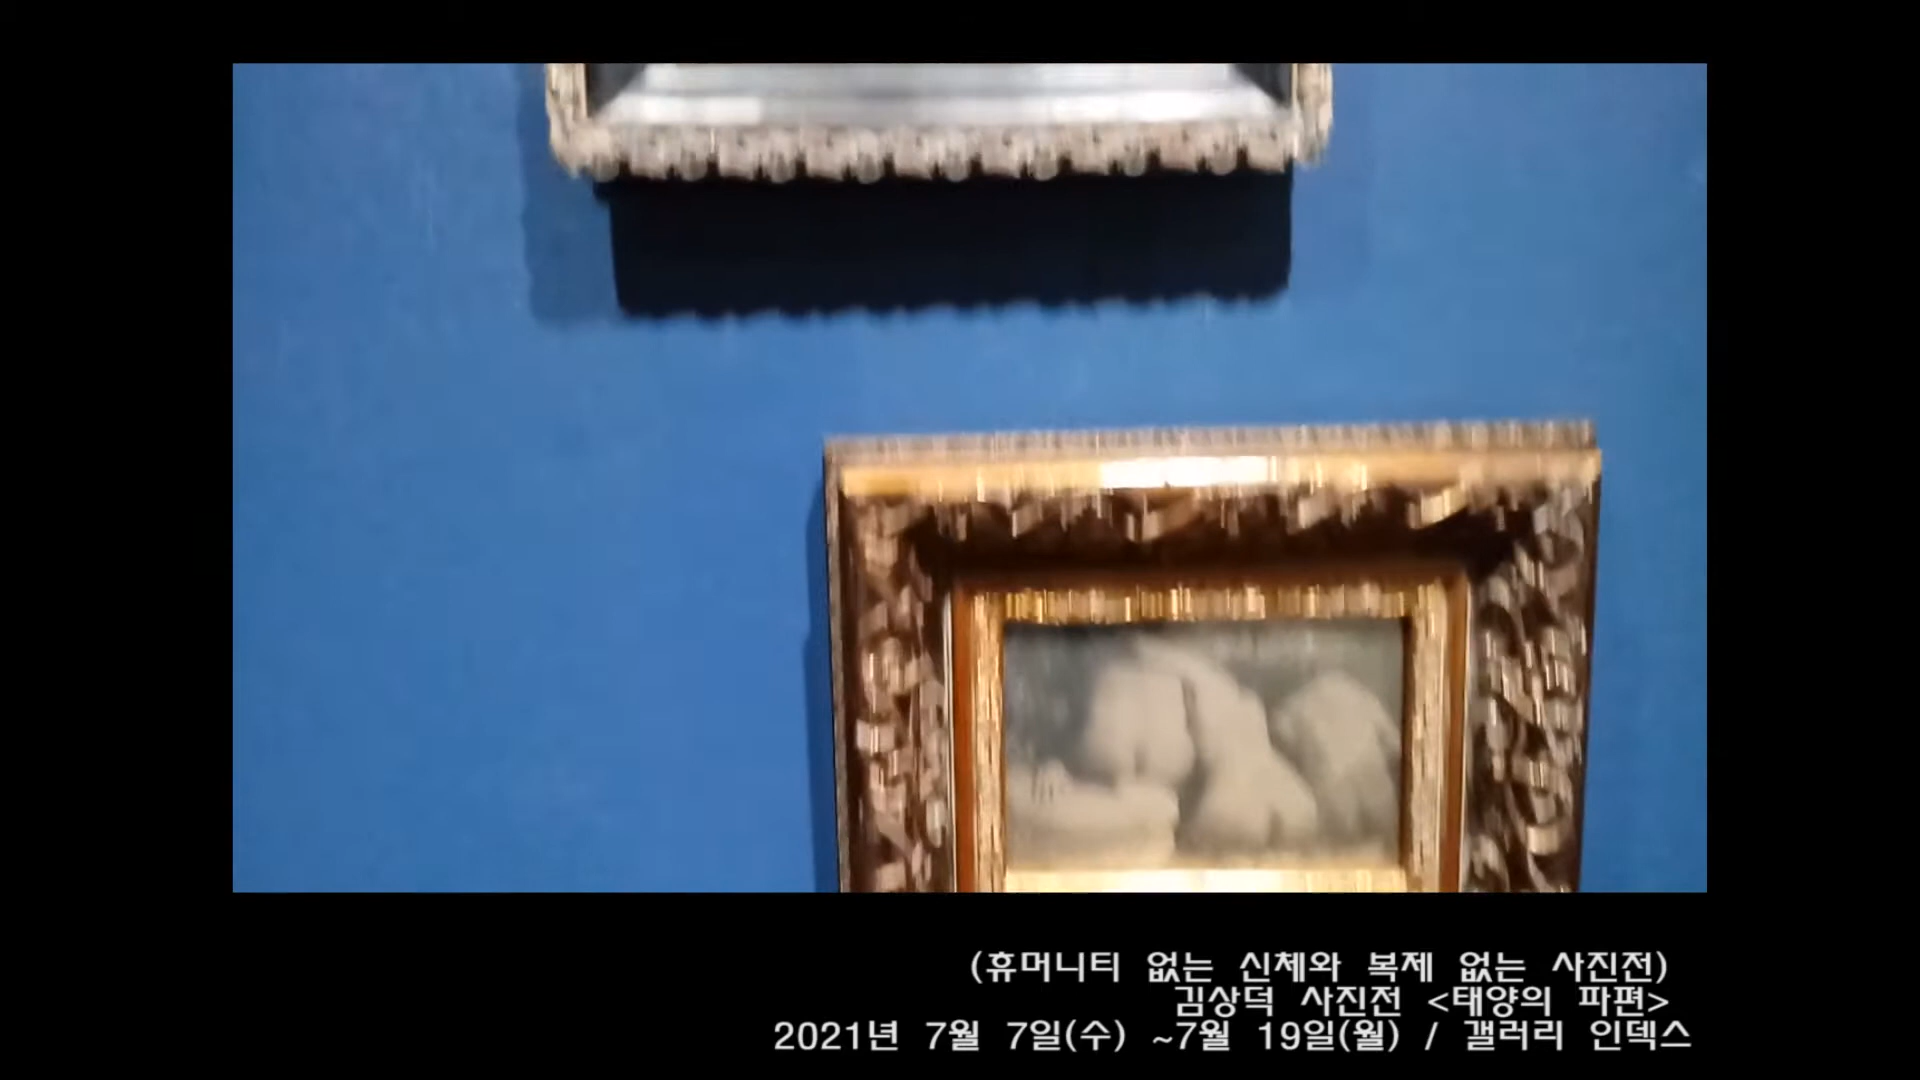 (휴머니티 없는 신체와 복제 없는 사진전)
김상덕 사진전 <태양의 파편>
2021년 7월 7일(수) ~7월 19일(월) / 갤러리 인덱스